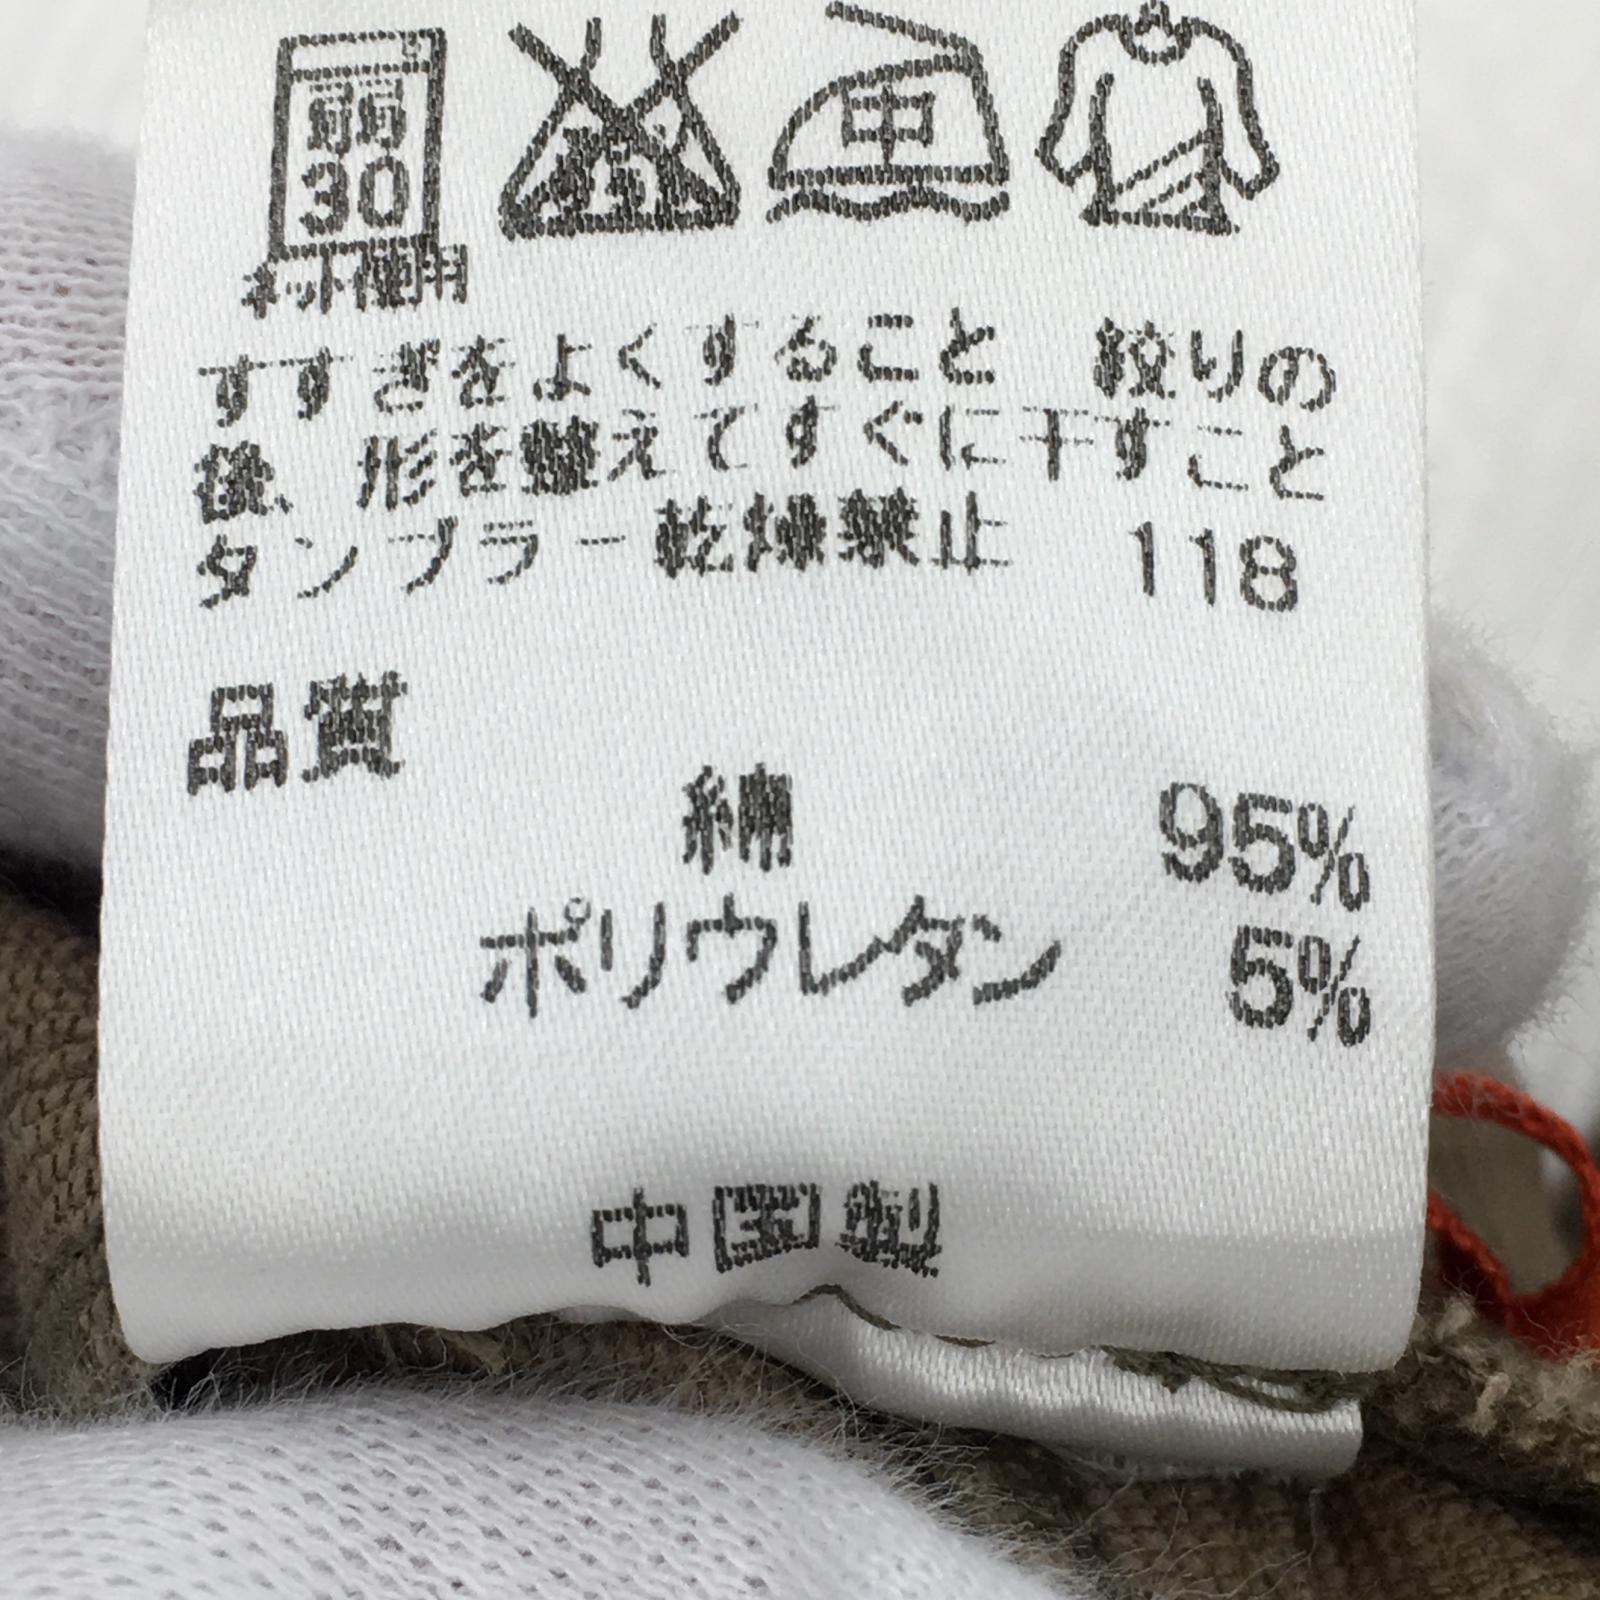 弱
30
中
ネット使用
すすぎをよくすること 絞りの
後、形を整えてすぐに干すこと
タンブラー乾燥禁止 118
品質
綿 95%
ポリウレタン 5%
中国製